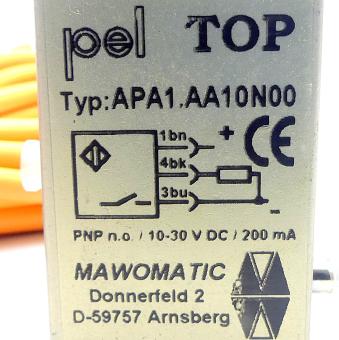 pel TOP
Typ:APA1.AA10N00
1bn + CE
4bk
3bu -
PNP n.o. / 10-30 V DC / 200 mA
MAWOMATIC
Donnerfeld 2
D-59757 Arnsberg